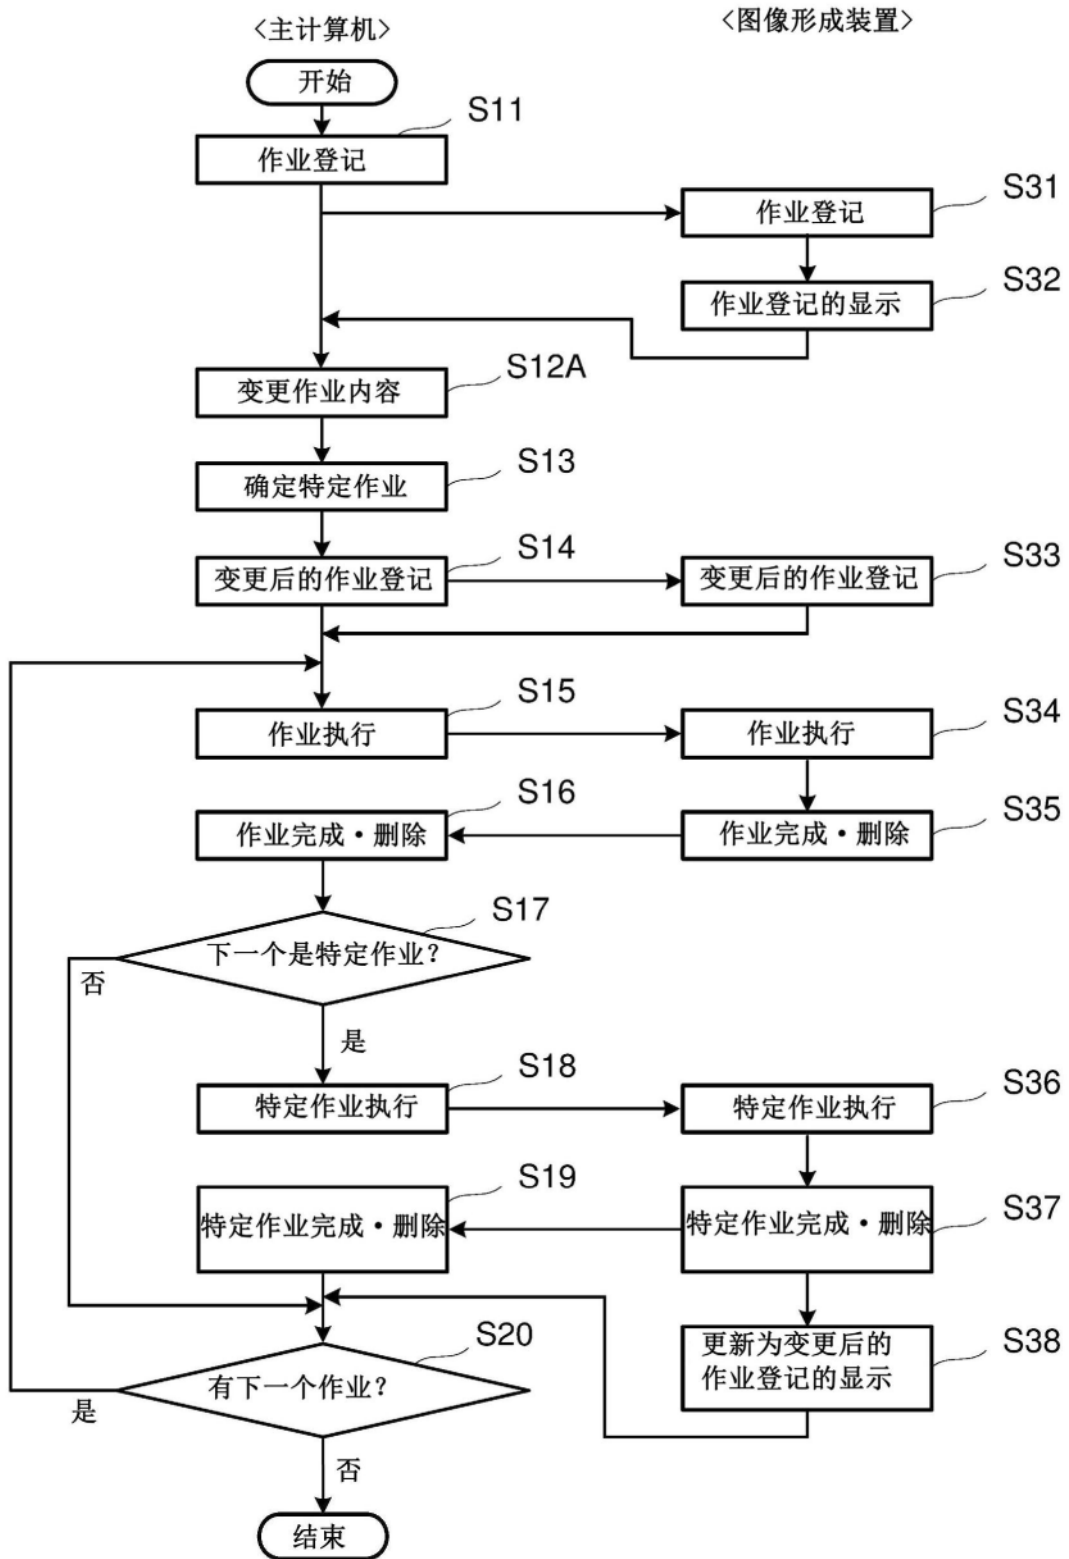 <主计算机>
<图像形成装置>
开始
S11
作业登记
S31
作业登记
S32
作业登记的显示
S12A
变更作业内容
S13
确定特定作业
S14
变更后的作业登记
S33
变更后的作业登记
S15
作业执行
S34
作业执行
S16
作业完成·删除
S35
作业完成·删除
S17
下一个是特定作业?
否
是
S18
特定作业执行
S36
特定作业执行
S19
特定作业完成·删除
S37
特定作业完成·删除
S20
有下一个作业?
S38
更新为变更后的
作业登记的显示
是
否
结束